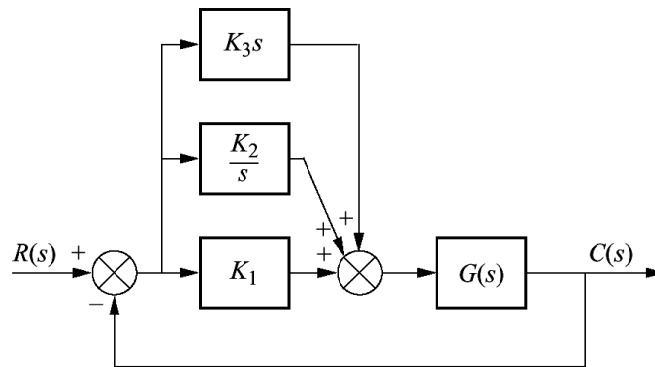 K₃s
K₂
s
+
+
R(s)
+
+
K₁
G(s)
C(s)
−